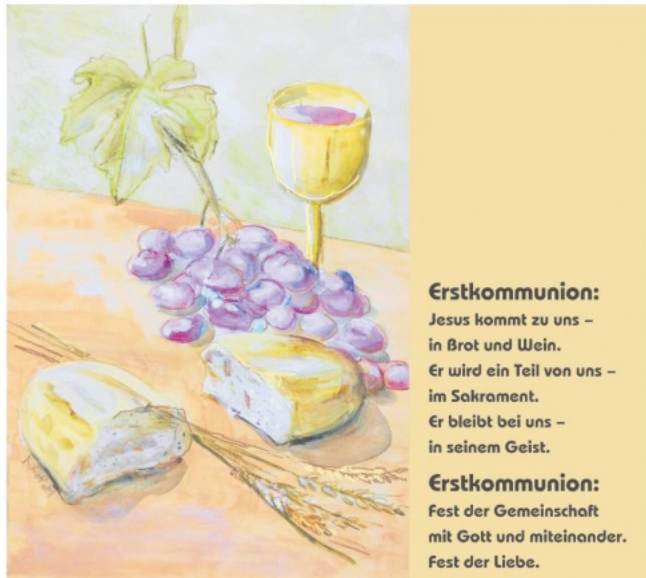 Erstkommunion:
Jesus kommt zu uns –
in Brot und Wein.
Er wird ein Teil von uns –
im Sakrament.
Er bleibt bei uns –
in seinem Geist.
Erstkommunion:
Fest der Gemeinschaft
mit Gott und miteinander.
Fest der Liebe.